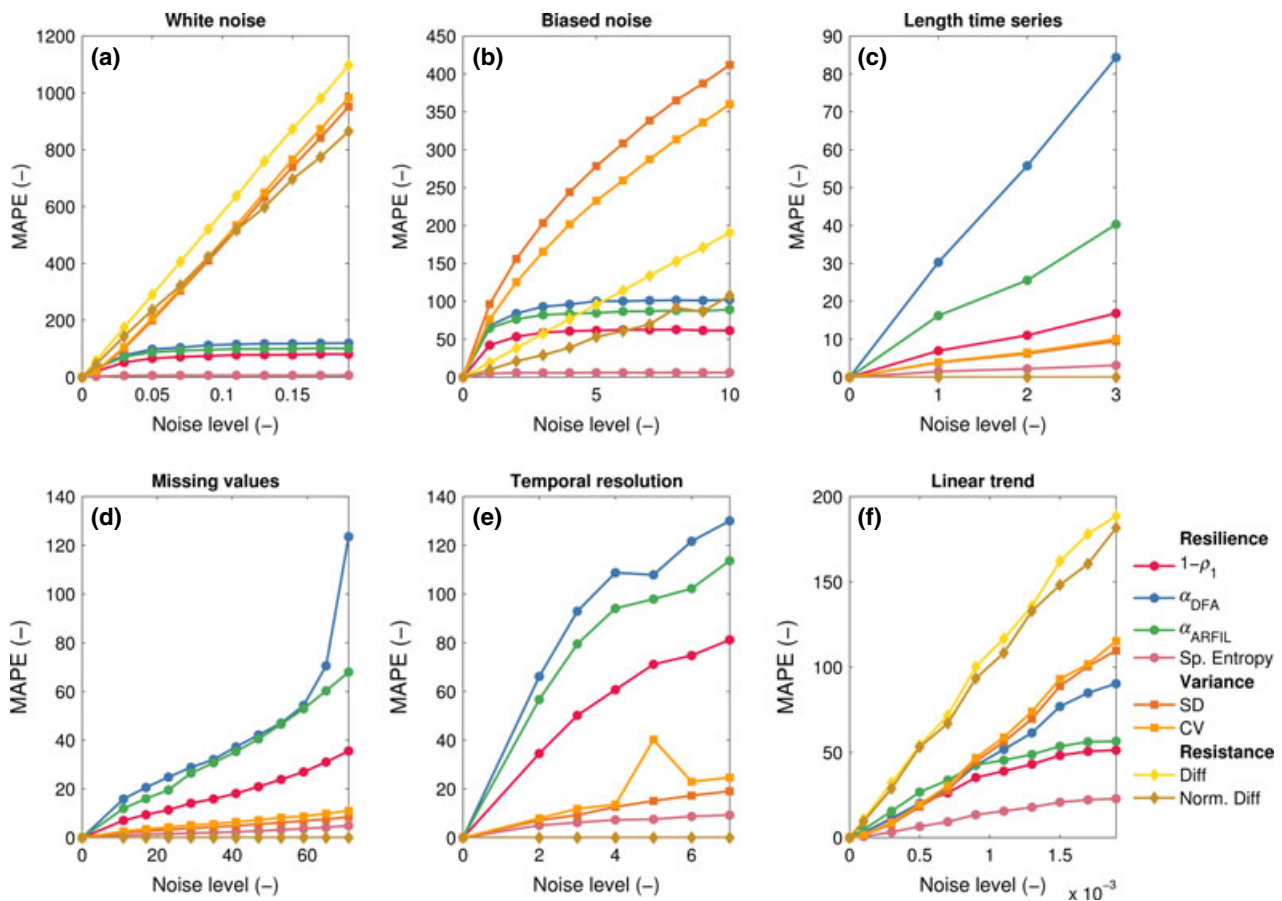 White noise
(a)
MAPE (−)
1200
1000
800
600
400
200
0
0 0.05 0.1 0.15
Noise level (−)
Biased noise
(b)
MAPE (−)
450
400
350
300
250
200
150
100
50
0
0 5 10
Noise level (−)
Length time series
(c)
MAPE (−)
90
80
70
60
50
40
30
20
10
0
0 1 2 3
Noise level (−)
Missing values
(d)
MAPE (−)
140
120
100
80
60
40
20
0
0 20 40 60
Noise level (−)
Temporal resolution
(e)
MAPE (−)
140
120
100
80
60
40
20
0
0 2 4 6
Noise level (−)
Linear trend
(f)
MAPE (−)
200
150
100
50
0
0 0.5 1 1.5
x 10⁻³
Noise level (−)
Resilience
1−ρ₁
α_DFA
α_ARFIL
Sp. Entropy
Variance
SD
CV
Resistance
Diff
Norm. Diff